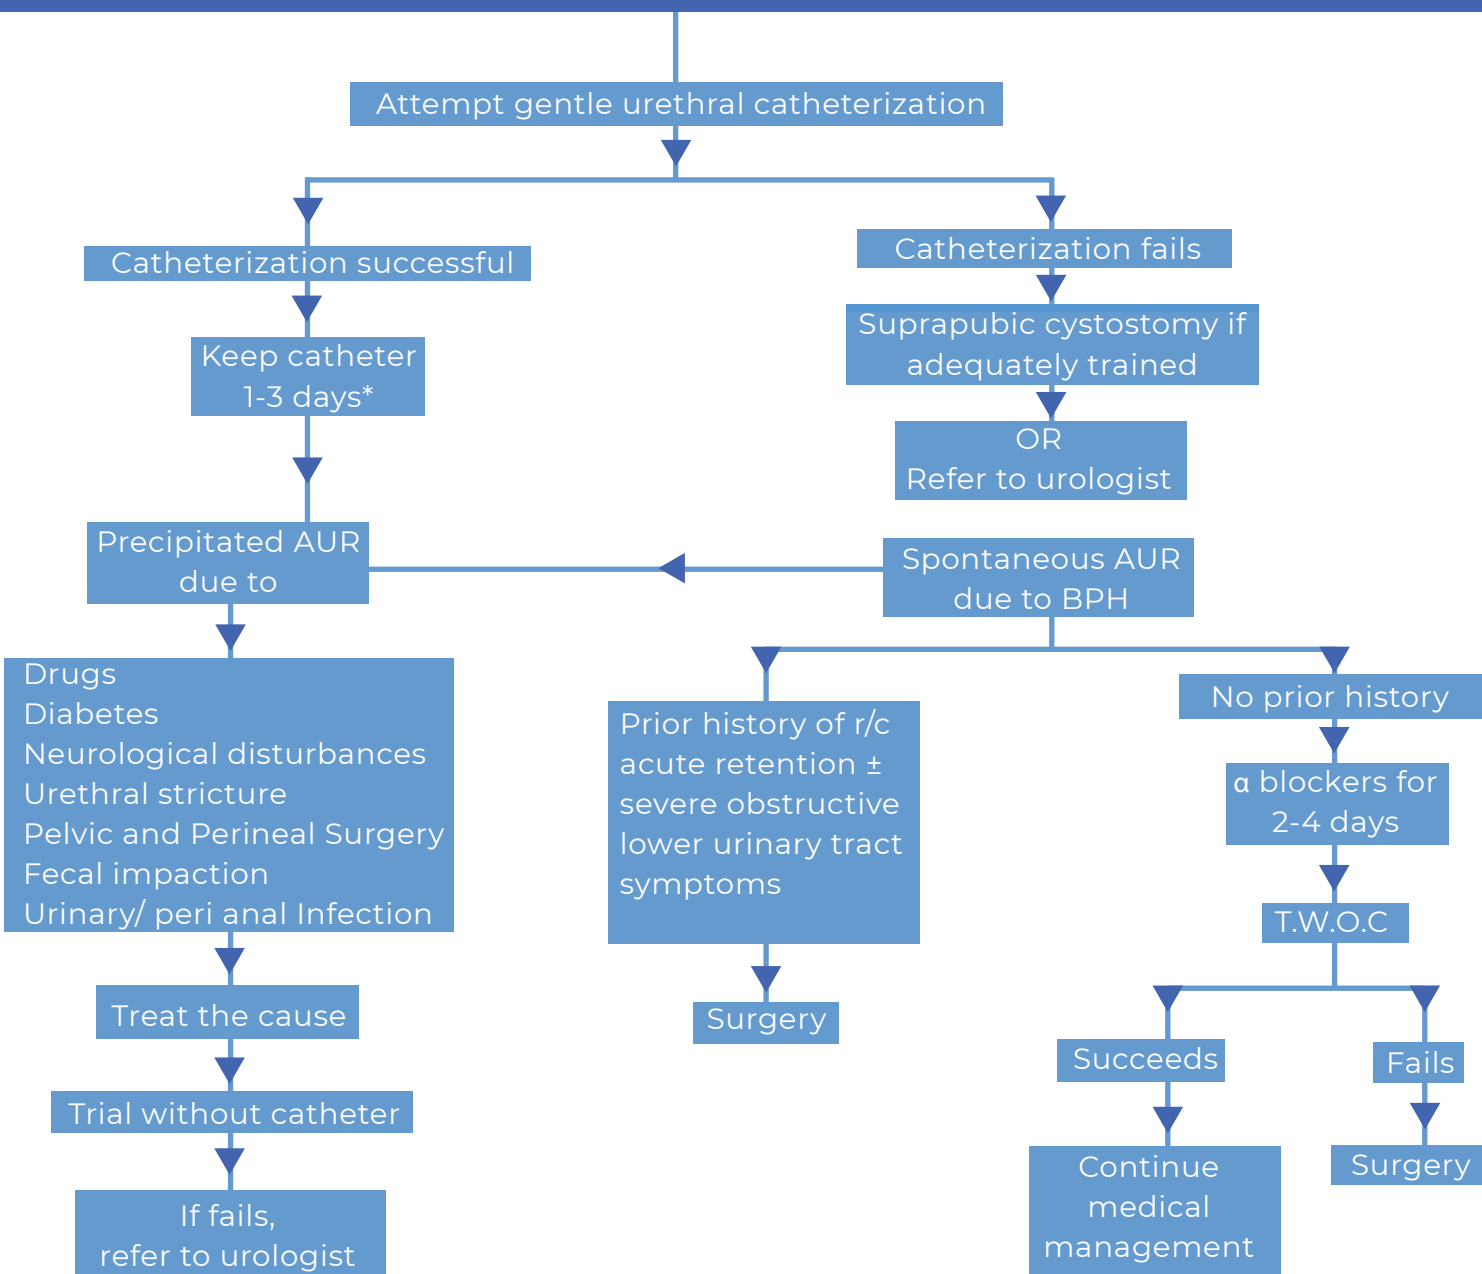 Attempt gentle urethral catheterization
Catheterization successful
Catheterization fails
Keep catheter
1-3 days*
Suprapubic cystostomy if
adequately trained
OR
Refer to urologist
Precipitated AUR
due to
Spontaneous AUR
due to BPH
Drugs
Diabetes
Neurological disturbances
Urethral stricture
Pelvic and Perineal Surgery
Fecal impaction
Urinary/ peri anal Infection
Treat the cause
Trial without catheter
If fails,
refer to urologist
Prior history of r/c
acute retention ±
severe obstructive
lower urinary tract
symptoms
Surgery
No prior history
α blockers for
2-4 days
T.W.O.C
Succeeds
Fails
Continue
medical
management
Surgery